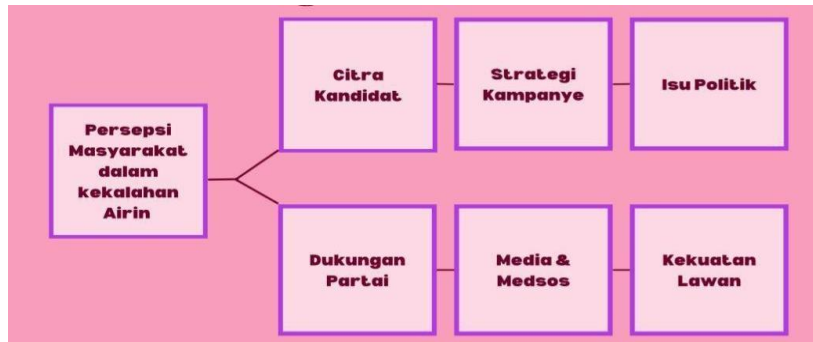 Persepsi
Masyarakat
dalam
kekalahan
Airin
Citra
Kandidat
Strategi
Kampanye
Isu Politik
Dukungan
Partai
Media &
Medsos
Kekuatan
Lawan